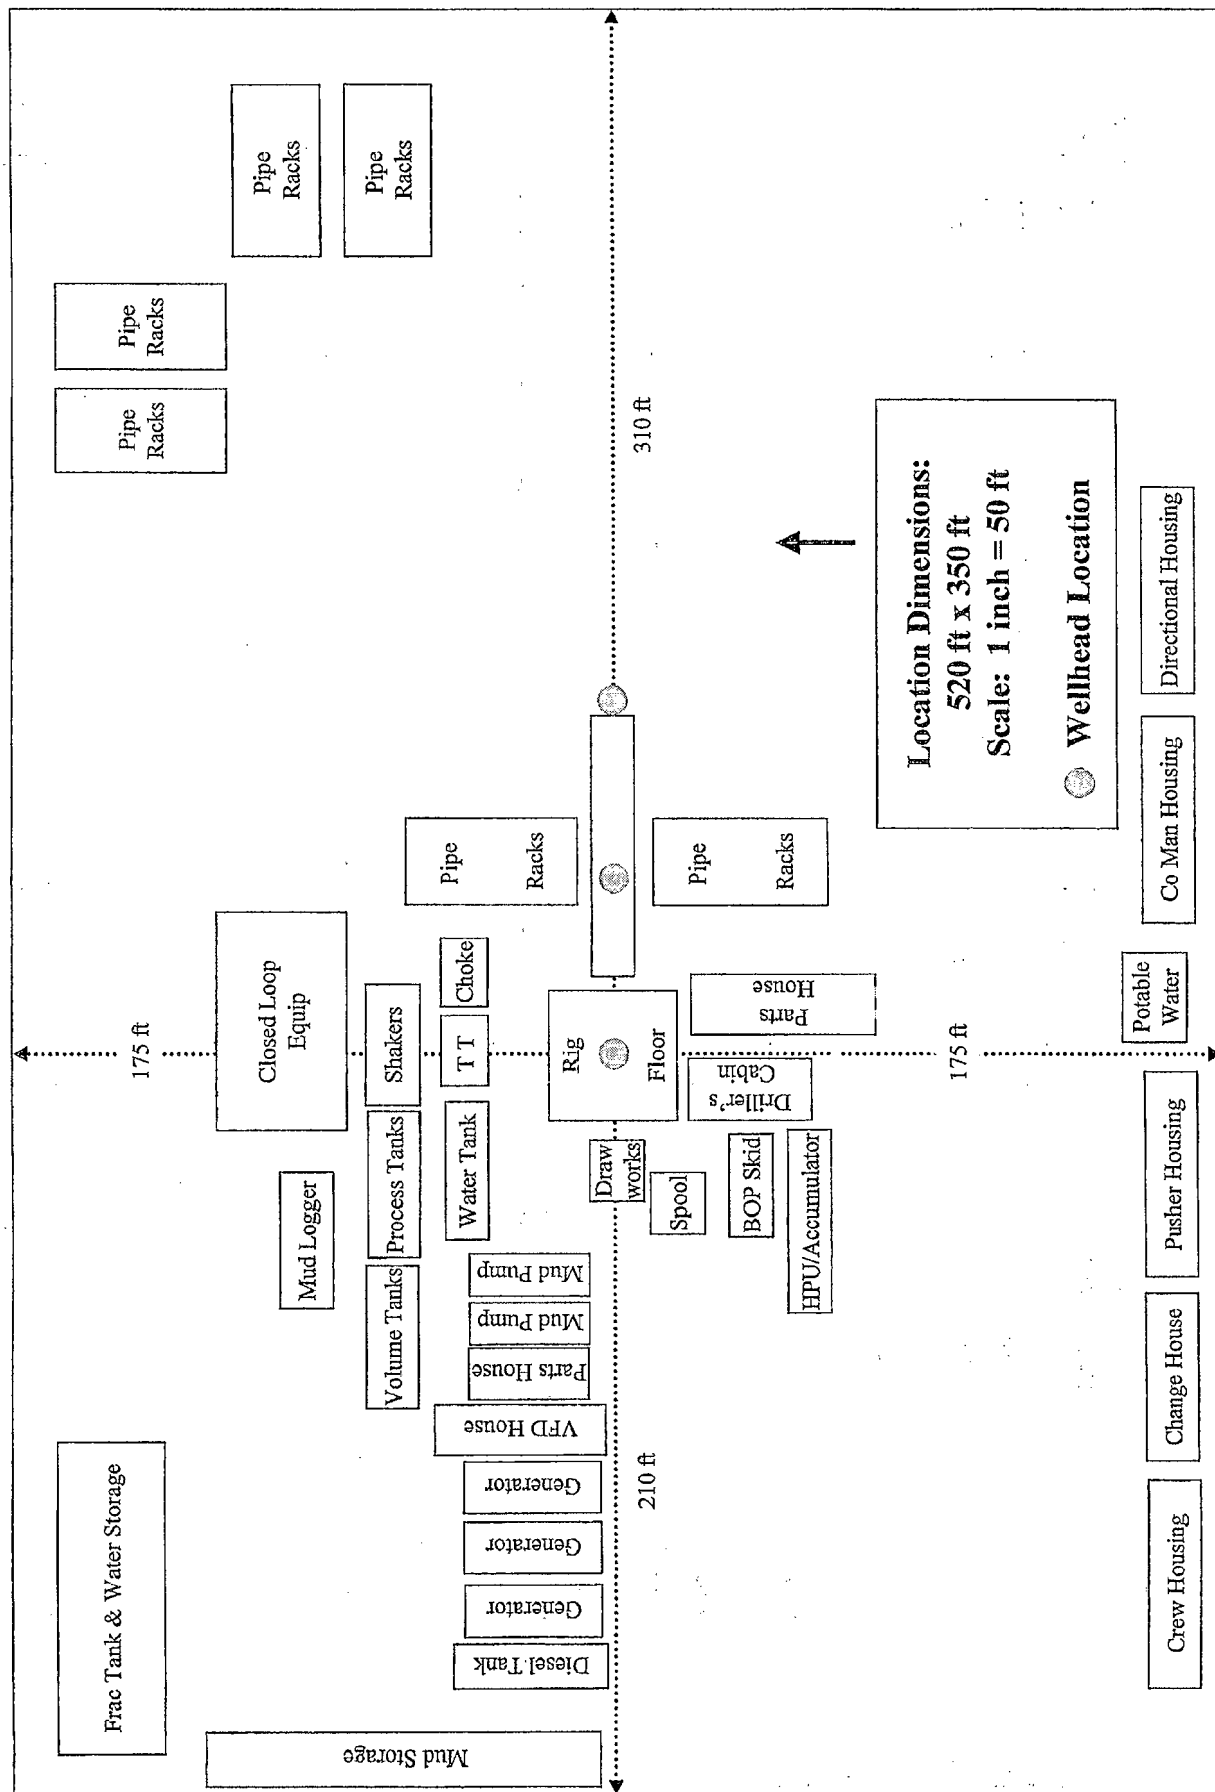 Frac Tank & Water Storage
Pipe
Racks
Pipe
Racks
Pipe
Racks
Pipe
Racks
175 ft
Closed Loop
Equip
Mud Logger
Volume Tanks
Process Tanks
Shakers
Water Tank
T T
Choke
Pipe
Racks
Mud Storage
Diesel Tank
Generator
Generator
Generator
VFD House
Parts House
Mud Pump
Mud Pump
Draw
works
Rig
Floor
210 ft
310 ft
Spool
BOP Skid
HPU/Accumulator
Driller's
Cabin
Parts
House
Pipe
Racks
175 ft
Location Dimensions:
520 ft x 350 ft
Scale: 1 inch = 50 ft
Wellhead Location
Crew Housing
Change House
Pusher Housing
Potable
Water
Co Man Housing
Directional Housing